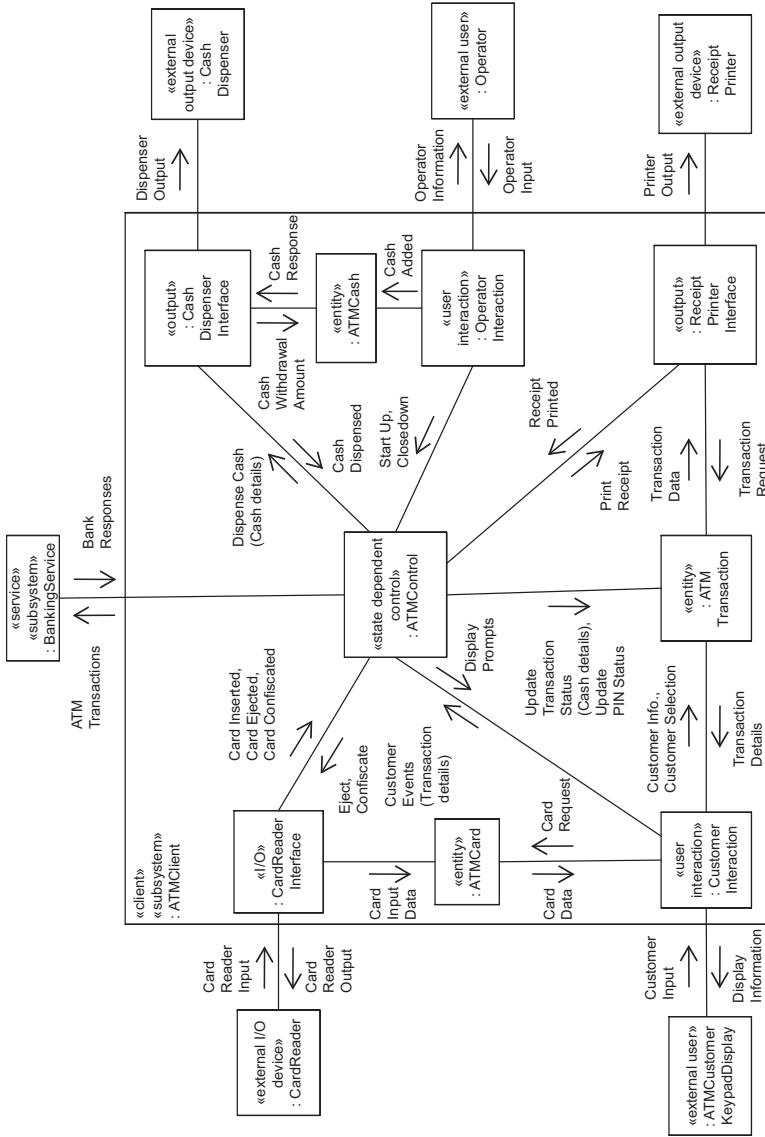 «external
output device»
: Cash
Dispenser
«external user»
: Operator
«external output
device»
: Receipt
Printer
Dispenser
Output
Operator
Information
Operator
Input
Printer
Output
«output»
: Cash
Dispenser
Interface
Cash
Response
Cash
Withdrawal
Amount
«entity»
: ATMCash
Cash
Added
«user
interaction»
: Operator
Interaction
«output»
: Receipt
Printer
Interface
Dispense Cash
(Cash details)
Cash
Dispensed
Start Up,
Closedown
Receipt
Printed
Print
Receipt
Transaction
Data
Transaction
Request
«service»
«subsystem»
: BankingService
ATM
Transactions
Bank
Responses
«state dependent
control»
: ATMControl
«entity»
: ATM
Transaction
Card Inserted,
Card Ejected,
Card Confiscated
Eject,
Confiscate
Customer
Events
(Transaction
details)
Display
Prompts
Update
Transaction
Status
(Cash details),
Update
PIN Status
Customer Info.,
Customer Selection
Transaction
Details
«client»
«subsystem»
: ATMClient
«I/O»
: CardReader
Interface
Card
Input
Data
«entity»
: ATMCard
Card
Request
Card
Data
«user
interaction»
: Customer
Interaction
Card
Reader
Input
Card
Reader
Output
Customer
Input
Display
Information
«external I/O
device»
: CardReader
«external user»
: ATMCustomer
KeypadDisplay